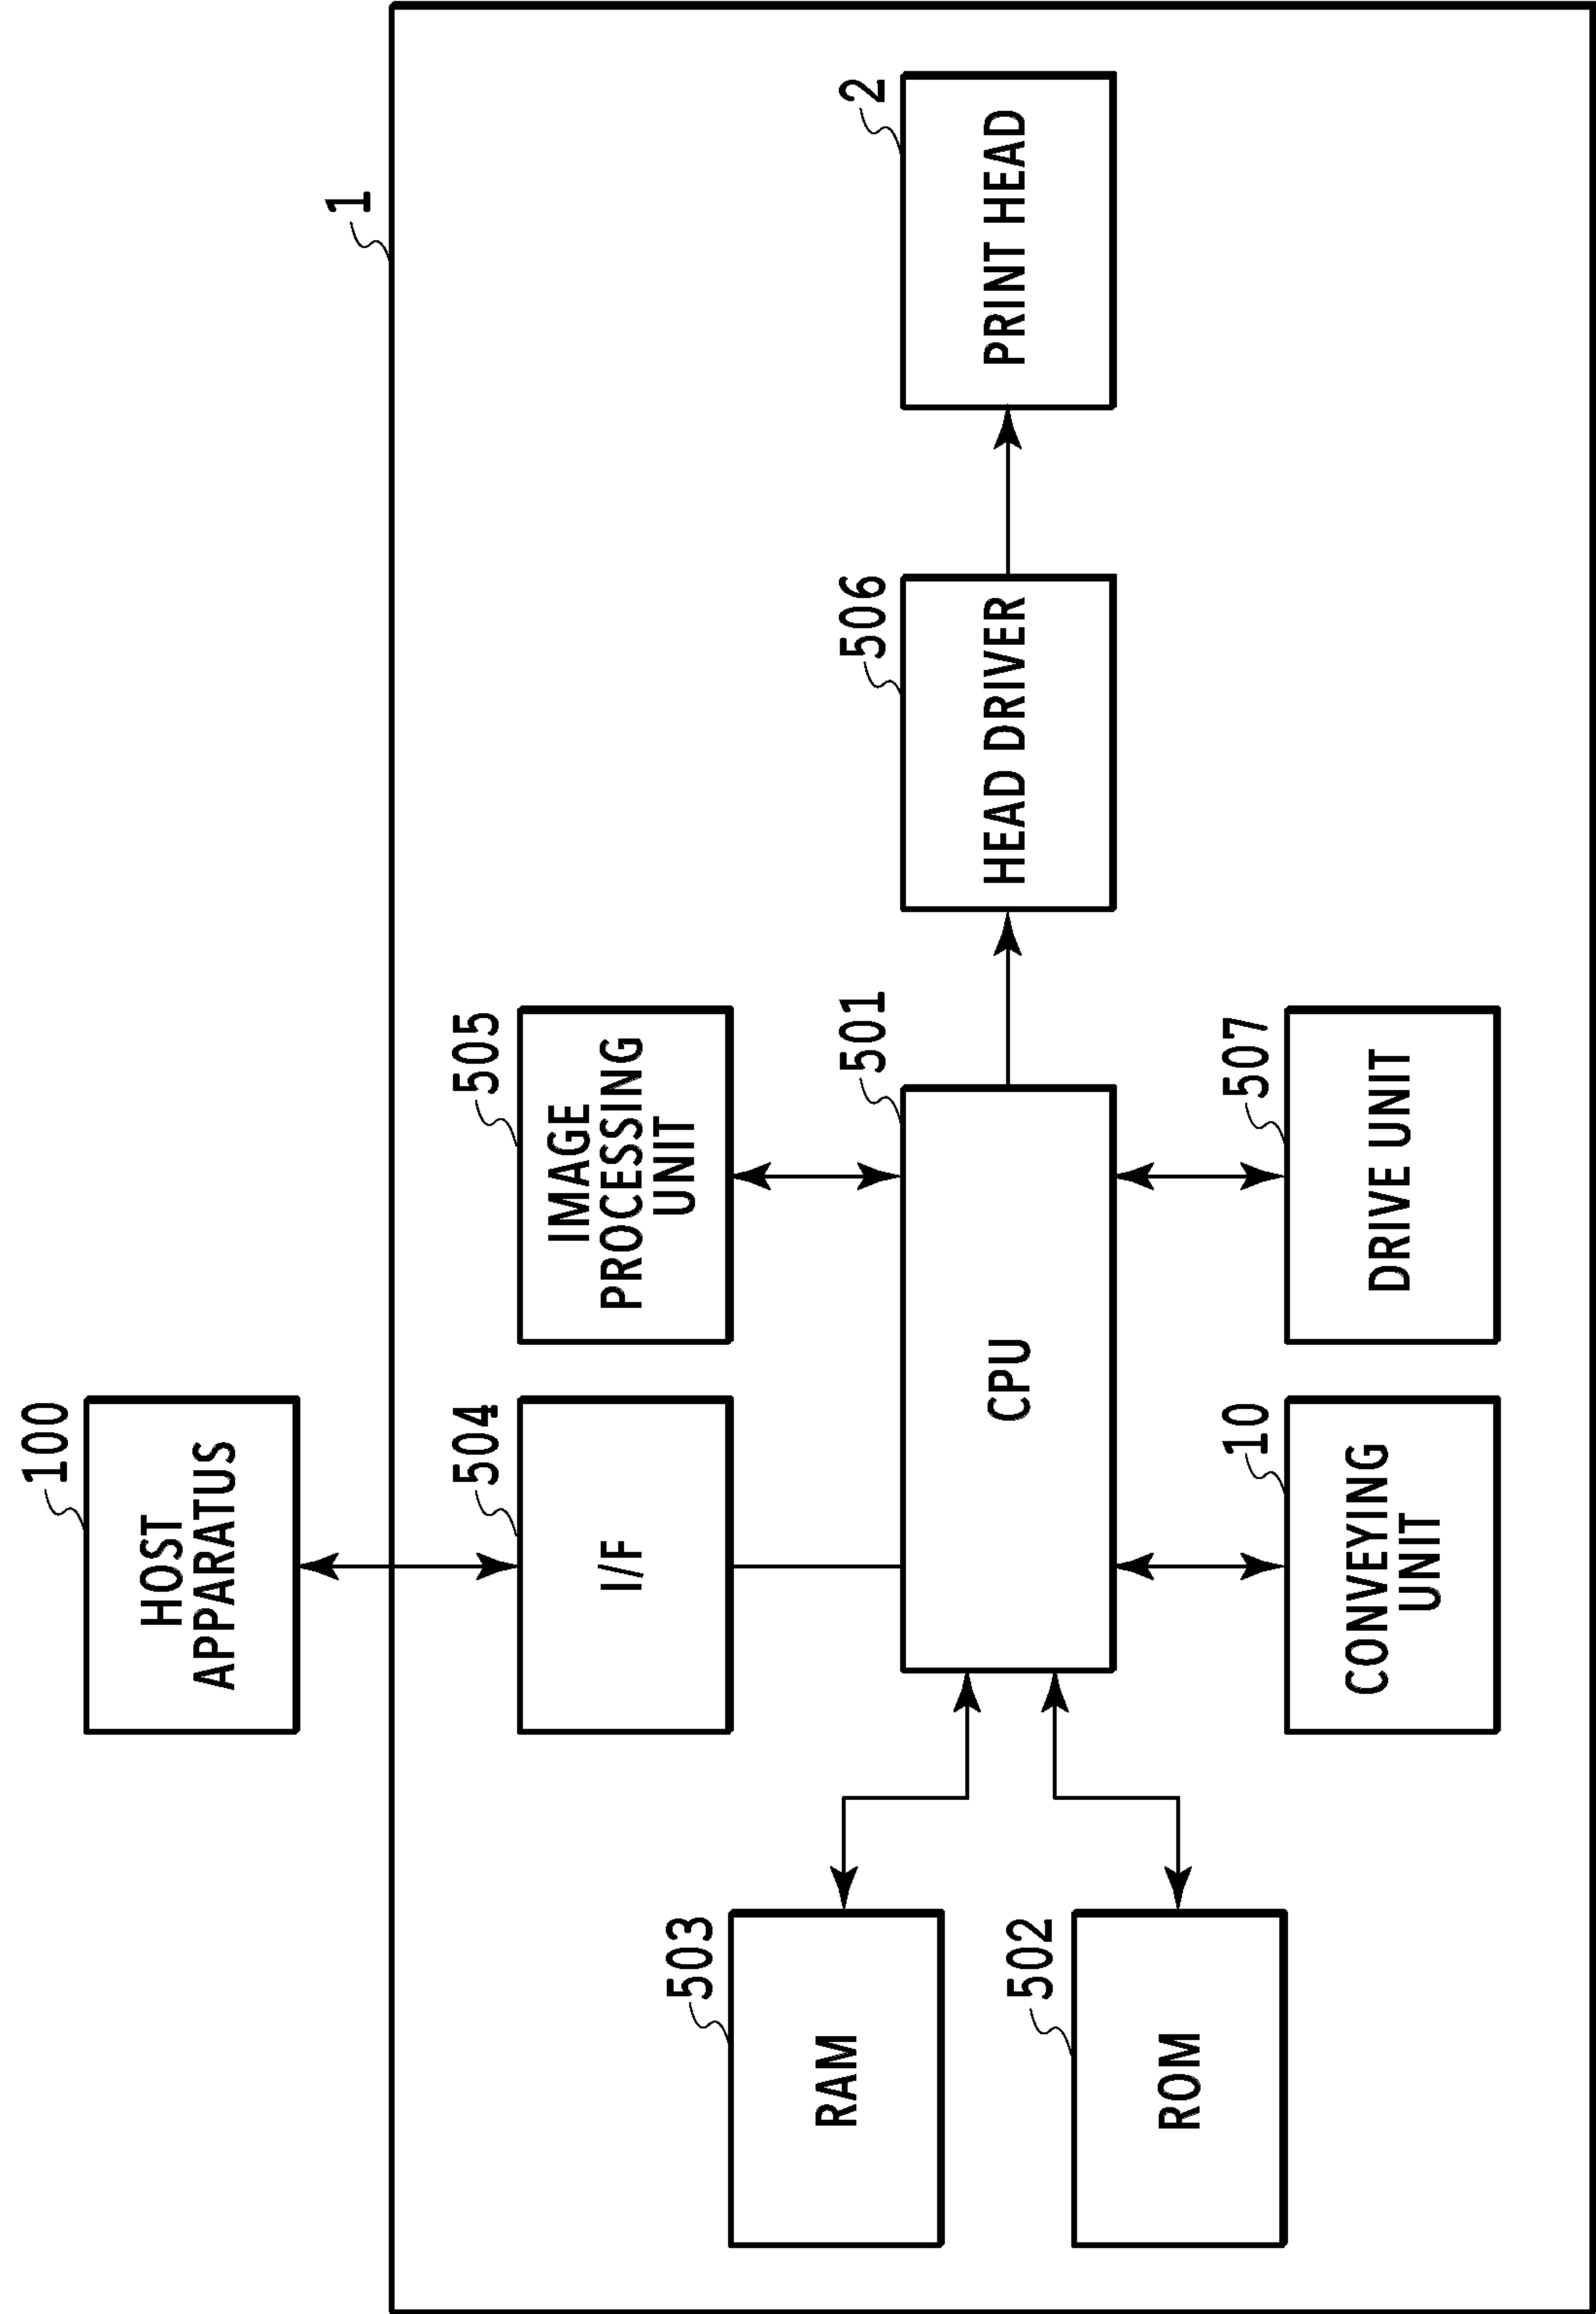 100
HOST
APPARATUS
1
504
I/F
505
IMAGE
PROCESSING
UNIT
503
RAM
501
CPU
506
HEAD DRIVER
2
PRINT HEAD
502
ROM
10
CONVEYING
UNIT
507
DRIVE UNIT